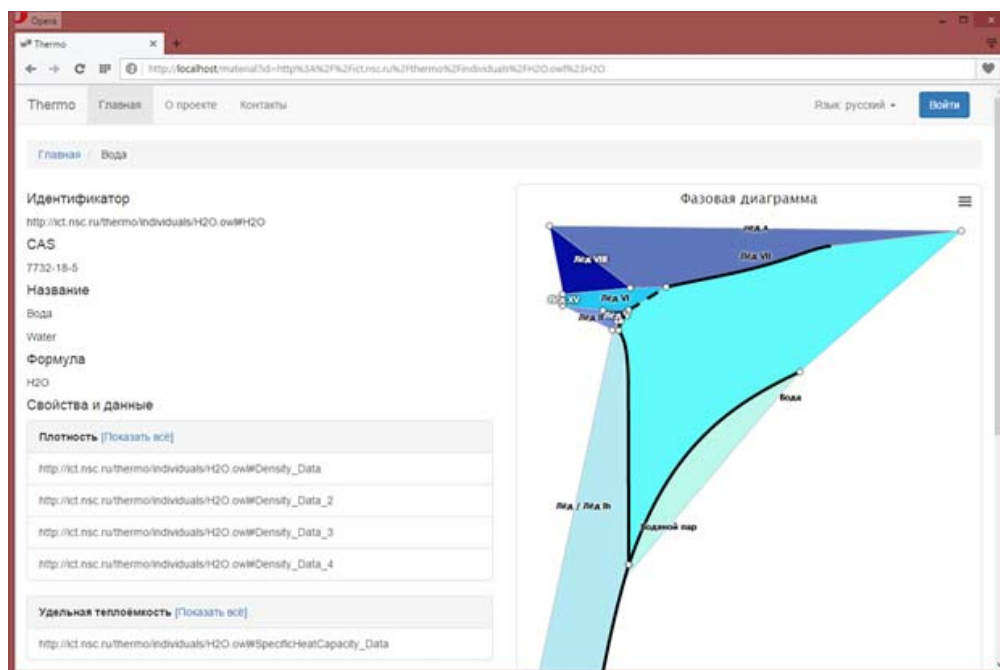 Opera
Thermo
http://localhost/material?id=http%3A%2F%2Fict.nsc.ru%2Fthermo%2Findividuals%2FH2O.owl%23H2O
Thermo Главная О проекте Контакты Язык: русский Войти
Главная / Вода
Идентификатор
http://ict.nsc.ru/thermo/individuals/H2O.owl#H2O
CAS
7732-18-5
Название
Вода
Water
Формула
H2O
Свойства и данные
Плотность [Показать всё]
http://ict.nsc.ru/thermo/individuals/H2O.owl#Density_Data
http://ict.nsc.ru/thermo/individuals/H2O.owl#Density_Data_2
http://ict.nsc.ru/thermo/individuals/H2O.owl#Density_Data_3
http://ict.nsc.ru/thermo/individuals/H2O.owl#Density_Data_4
Удельная теплоёмкость [Показать всё]
http://ict.nsc.ru/thermo/individuals/H2O.owl#SpecificHeatCapacity_Data
Фазовая диаграмма
Лёд X
Лёд VII
Лёд VIII
Лёд XV
Лёд VI
Лёд II
Вода
Лёд / Лёд Ih
Водяной пар